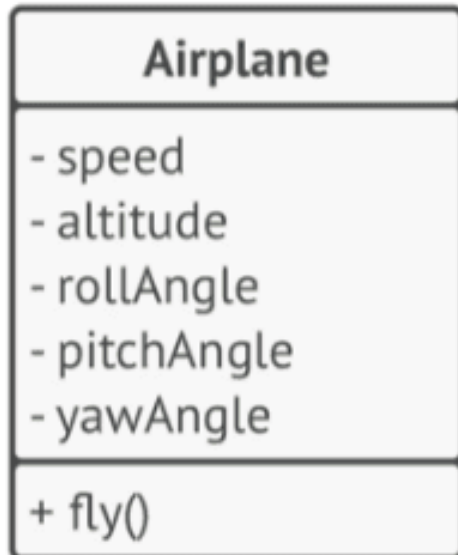 Airplane
- speed
- altitude
- rollAngle
- pitchAngle
- yawAngle
+ fly()